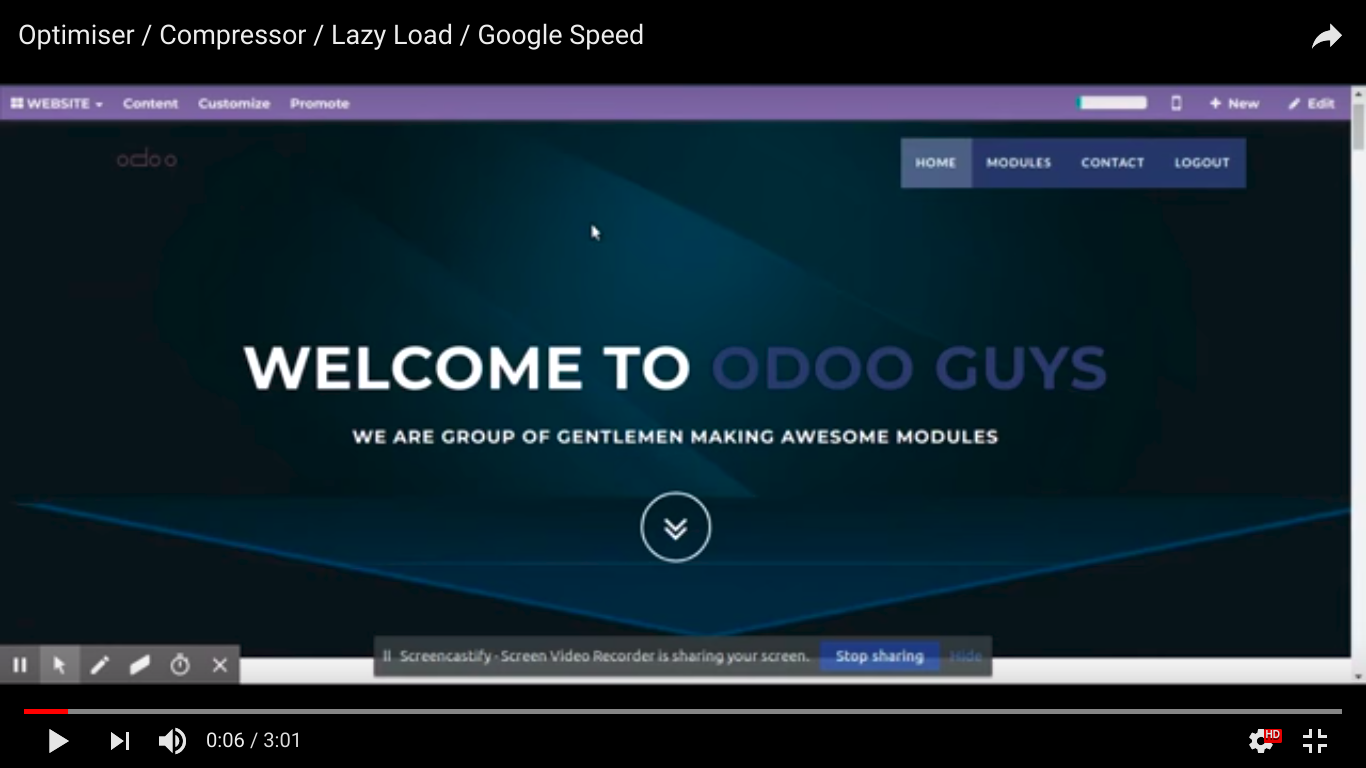 Optimiser / Compressor / Lazy Load / Google Speed
WEBSITE Content Customize Promote New Edit
odoo
HOME MODULES CONTACT LOGOUT
WELCOME TO ODOO GUYS
WE ARE GROUP OF GENTLEMEN MAKING AWESOME MODULES
Screencastify - Screen Video Recorder is sharing your screen. Stop sharing Hide
0:06 / 3:01
HD